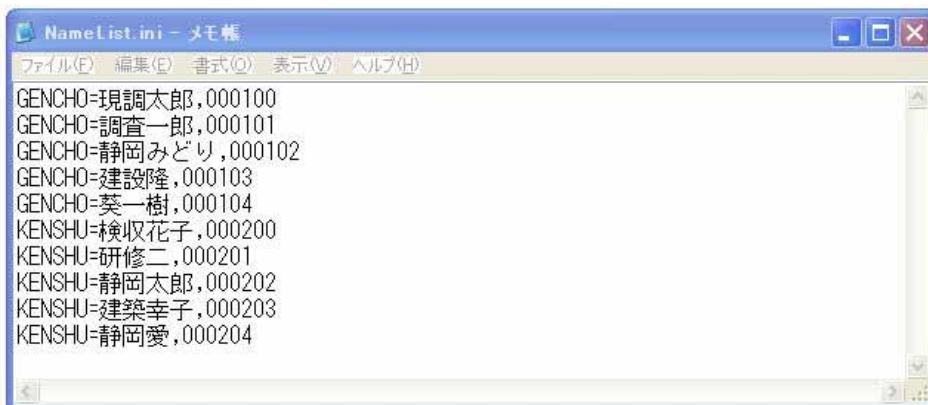 NameList.ini - メモ帳
ファイル(F) 編集(E) 書式(O) 表示(V) ヘルプ(H)
GENCHO=現調太郎,000100
GENCHO=調査一郎,000101
GENCHO=静岡みどり,000102
GENCHO=建設隆,000103
GENCHO=葵一樹,000104
KENSHU=検収花子,000200
KENSHU=研修二,000201
KENSHU=静岡太郎,000202
KENSHU=建築幸子,000203
KENSHU=静岡愛,000204